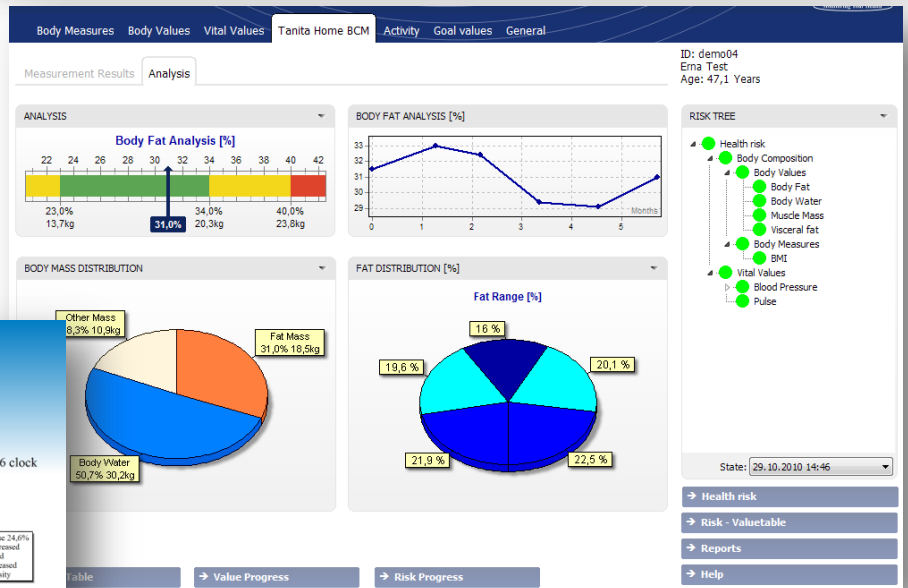 Body Measures Body Values Vital Values Tanita Home BCM Activity Goal values General
ID: demo04
Erna Test
Age: 47,1 Years
Measurement Results Analysis
ANALYSIS
Body Fat Analysis [%]
22 24 26 28 30 32 34 36 38 40 42
23,0% 34,0% 40,0%
13,7kg 31,0% 20,3kg 23,8kg
BODY FAT ANALYSIS [%]
33
32
31
30
29
Months
0 1 2 3 4 5
RISK TREE
Health risk
Body Composition
Body Values
Body Fat
Body Water
Muscle Mass
Visceral fat
Body Measures
BMI
Vital Values
Blood Pressure
Pulse
BODY MASS DISTRIBUTION
Other Mass
8,3% 10,9kg
Fat Mass
31,0% 18,5kg
Body Water
50,7% 30,2kg
FAT DISTRIBUTION [%]
Fat Range [%]
16 %
19,6 %
20,1 %
21,9 %
22,5 %
6 clock
24,6%
State: 29.10.2010 14:46
Health risk
Risk - Valuetable
Reports
Help
Table
Value Progress
Risk Progress